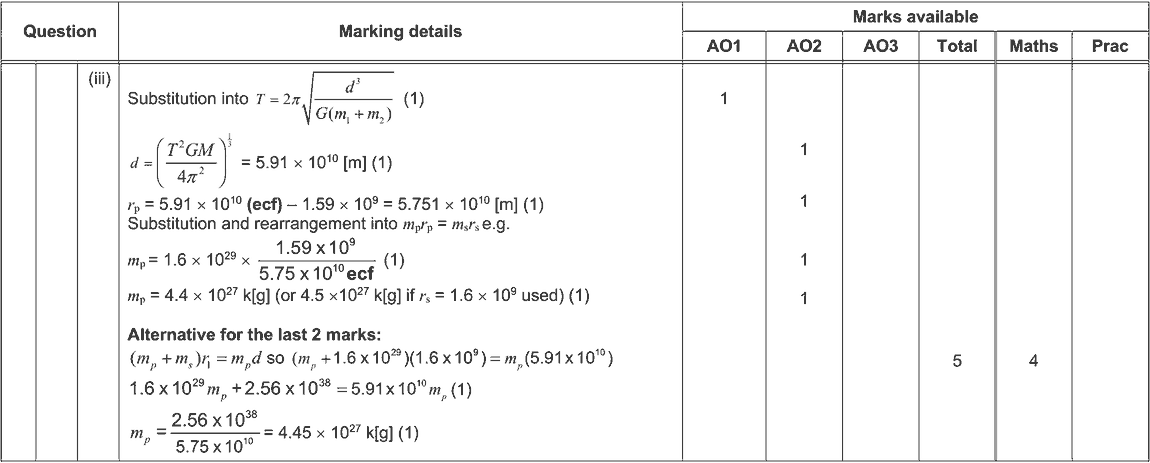 Question Marking details Marks available
AO1 AO2 AO3 Total Maths Prac
(iii) Substitution into T = 2π√(d³/(G(m₁ + m₂))) (1) 1
d = (T²GM/4π²)^(1/3) = 5.91 × 10¹⁰ [m] (1) 1
rₚ = 5.91 × 10¹⁰ (ecf) – 1.59 × 10⁹ = 5.751 × 10¹⁰ [m] (1) 1
Substitution and rearrangement into mₚrₚ = mₛrₛ e.g.
mₚ = 1.6 × 10²⁹ × (1.59 x 10⁹)/(5.75 x 10¹⁰ ecf) (1) 1
mₚ = 4.4 × 10²⁷ k[g] (or 4.5 ×10²⁷ k[g] if rₛ = 1.6 × 10⁹ used) (1) 1
Alternative for the last 2 marks:
(mₚ + mₛ)r₁ = mₚd so (mₚ + 1.6 x 10²⁹)(1.6 x 10⁹) = mₚ(5.91 x 10¹⁰) 5 4
1.6 x 10²⁹ mₚ + 2.56 x 10³⁸ = 5.91 x 10¹⁰ mₚ (1)
mₚ = (2.56 x 10³⁸)/(5.75 x 10¹⁰) = 4.45 × 10²⁷ k[g] (1)